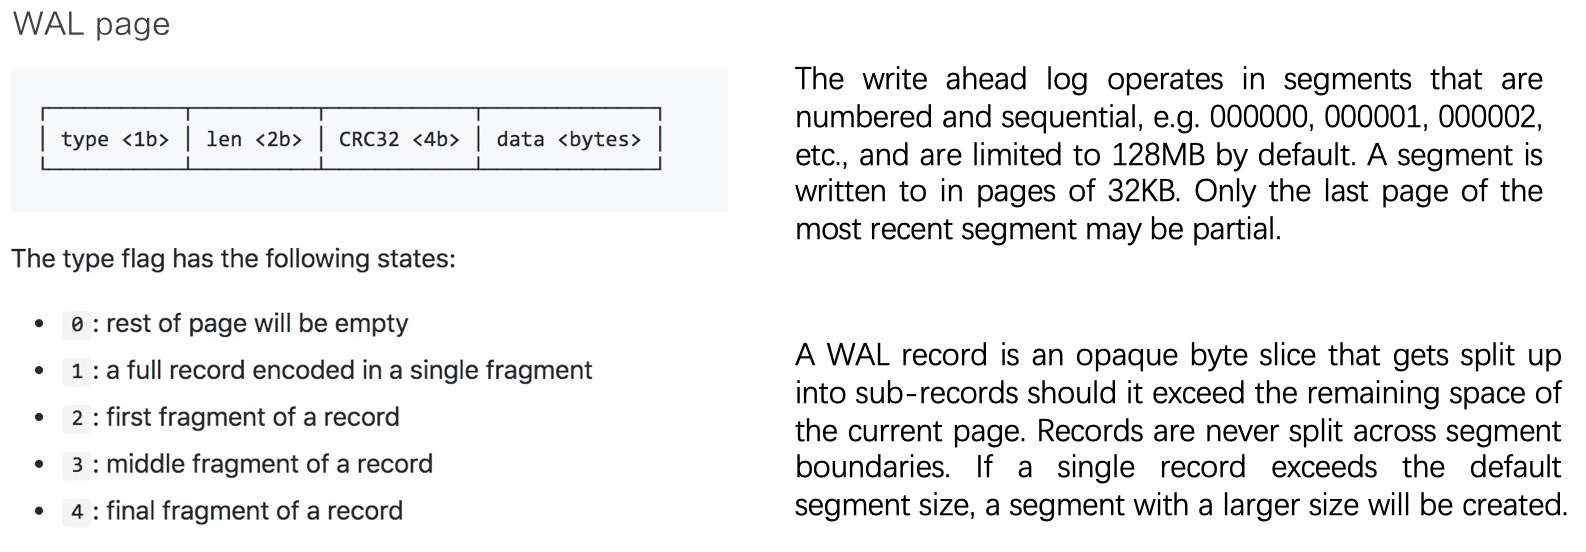 WAL page
type <1b> | len <2b> | CRC32 <4b> | data <bytes>
The type flag has the following states:
• 0 : rest of page will be empty
• 1 : a full record encoded in a single fragment
• 2 : first fragment of a record
• 3 : middle fragment of a record
• 4 : final fragment of a record
The write ahead log operates in segments that are
numbered and sequential, e.g. 000000, 000001, 000002,
etc., and are limited to 128MB by default. A segment is
written to in pages of 32KB. Only the last page of the
most recent segment may be partial.
A WAL record is an opaque byte slice that gets split up
into sub-records should it exceed the remaining space of
the current page. Records are never split across segment
boundaries. If a single record exceeds the default
segment size, a segment with a larger size will be created.